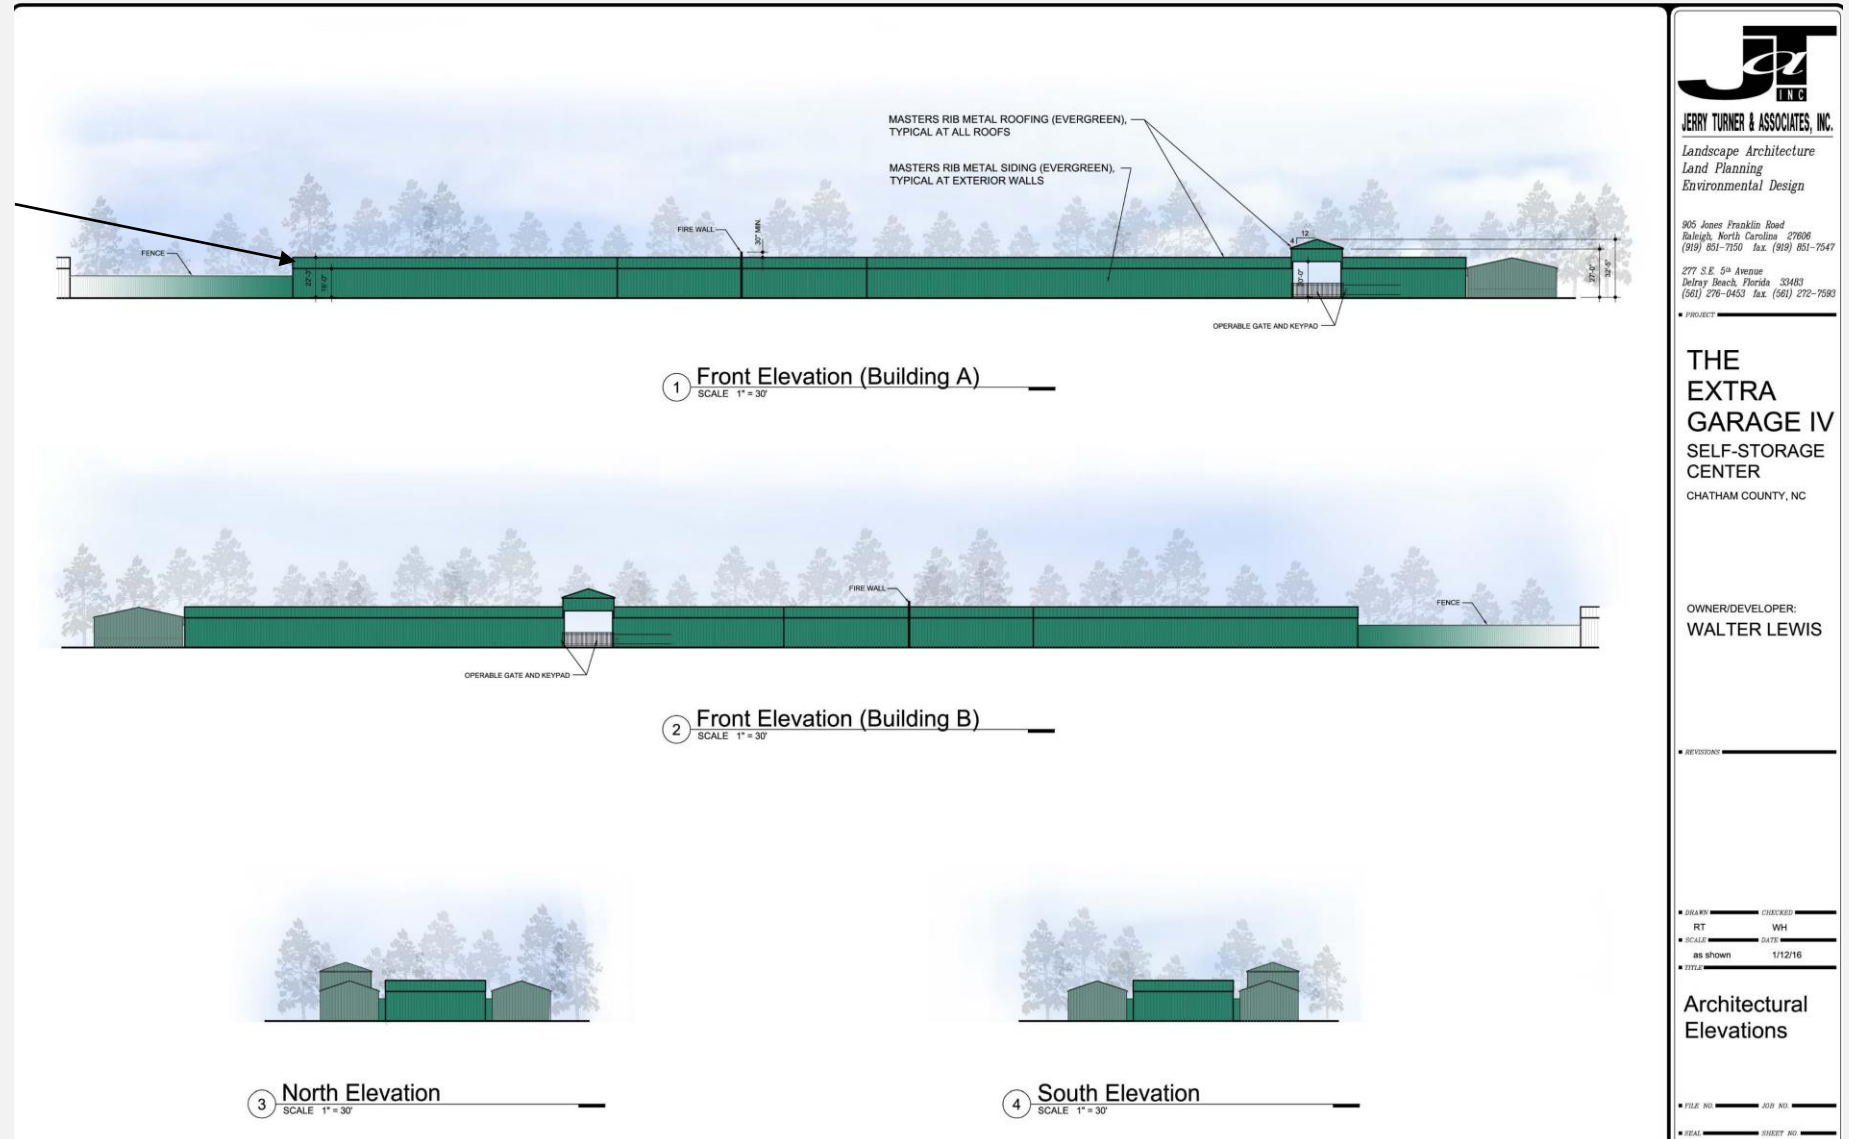 MASTERS RIB METAL ROOFING (EVERGREEN),
TYPICAL AT ALL ROOFS
MASTERS RIB METAL SIDING (EVERGREEN),
TYPICAL AT EXTERIOR WALLS
FIRE WALL
30" MIN.
FENCE
22'-3"
16'-0"
12
4
20'-0"
27'-0"
32'-5"
OPERABLE GATE AND KEYPAD
1 Front Elevation (Building A)
SCALE 1" = 30'
FIRE WALL
FENCE
OPERABLE GATE AND KEYPAD
2 Front Elevation (Building B)
SCALE 1" = 30'
3 North Elevation
SCALE 1" = 30'
4 South Elevation
SCALE 1" = 30'
JaT
INC
JERRY TURNER & ASSOCIATES, INC.
Landscape Architecture
Land Planning
Environmental Design
905 Jones Franklin Road
Raleigh, North Carolina 27606
(919) 851-7150 fax (919) 851-7547
277 S.E. 5th Avenue
Delray Beach, Florida 33483
(561) 276-0453 fax (561) 272-7593
PROJECT
THE
EXTRA
GARAGE IV
SELF-STORAGE
CENTER
CHATHAM COUNTY, NC
OWNER/DEVELOPER:
WALTER LEWIS
REVISIONS
DRAWN CHECKED
RT WH
SCALE DATE
as shown 1/12/16
TITLE
Architectural
Elevations
FILE NO. JOB NO.
SEAL SHEET NO.